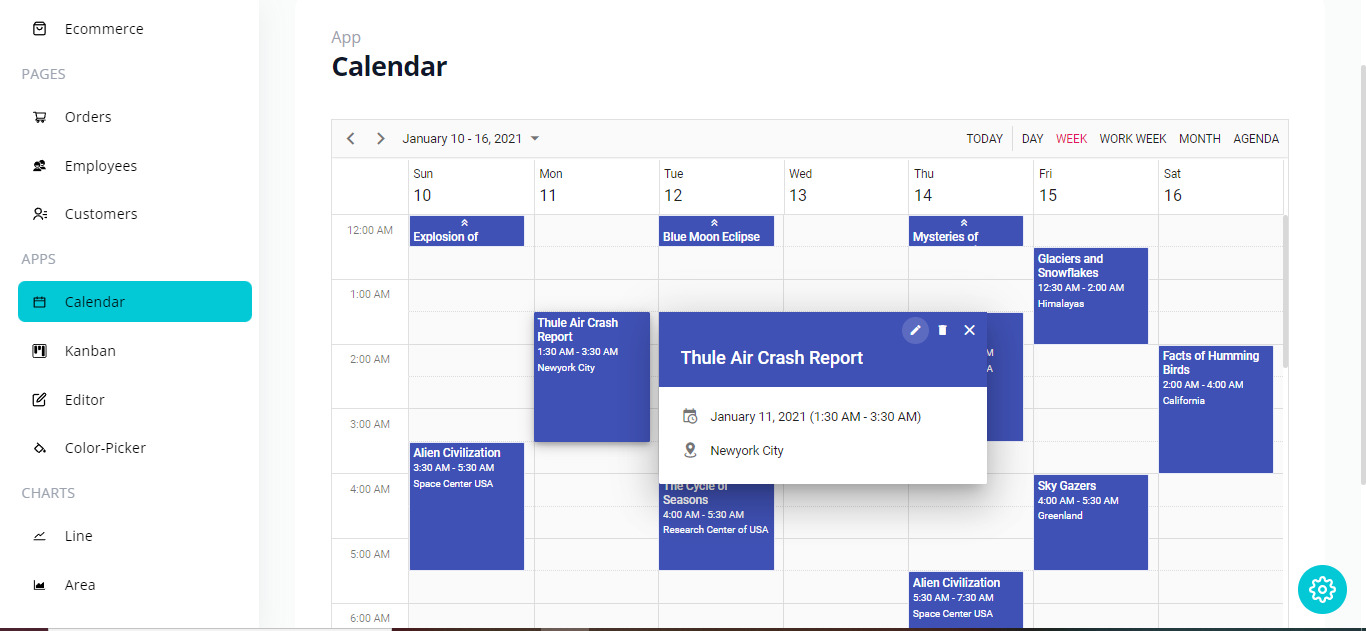 Ecommerce
PAGES
Orders
Employees
Customers
APPS
Calendar
Kanban
Editor
Color-Picker
CHARTS
Line
Area
App
Calendar
January 10 - 16, 2021
TODAY
DAY
WEEK
WORK WEEK
MONTH
AGENDA
Sun
10
Mon
11
Tue
12
Wed
13
Thu
14
Fri
15
Sat
16
12:00 AM
1:00 AM
2:00 AM
3:00 AM
4:00 AM
5:00 AM
6:00 AM
Explosion of
Alien Civilization
3:30 AM - 5:30 AM
Space Center USA
Thule Air Crash
Report
1:30 AM - 3:30 AM
Newyork City
Blue Moon Eclipse
Thule Air Crash Report
January 11, 2021 (1:30 AM - 3:30 AM)
Newyork City
The Cycle of
Seasons
4:00 AM - 5:30 AM
Research Center of USA
Mysteries of
M
A
Alien Civilization
5:30 AM - 7:30 AM
Space Center USA
Glaciers and
Snowflakes
12:30 AM - 2:00 AM
Himalayas
Sky Gazers
4:00 AM - 5:30 AM
Greenland
Facts of Humming
Birds
2:00 AM - 4:00 AM
California